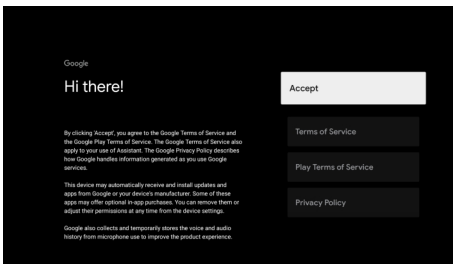 Google
Hi there!
By clicking 'Accept', you agree to the Google Terms of Service and
the Google Play Terms of Service. The Google Terms of Service also
apply to your use of Assistant. The Google Privacy Policy describes
how Google handles information generated as you use Google
services.
This device may automatically receive and install updates and
apps from Google or your device's manufacturer. Some of these
apps may offer optional in-app purchases. You can remove them or
adjust their permissions at any time from the device settings.
Google also collects and temporarily stores the voice and audio
history from microphone use to improve the product experience.
Accept
Terms of Service
Play Terms of Service
Privacy Policy